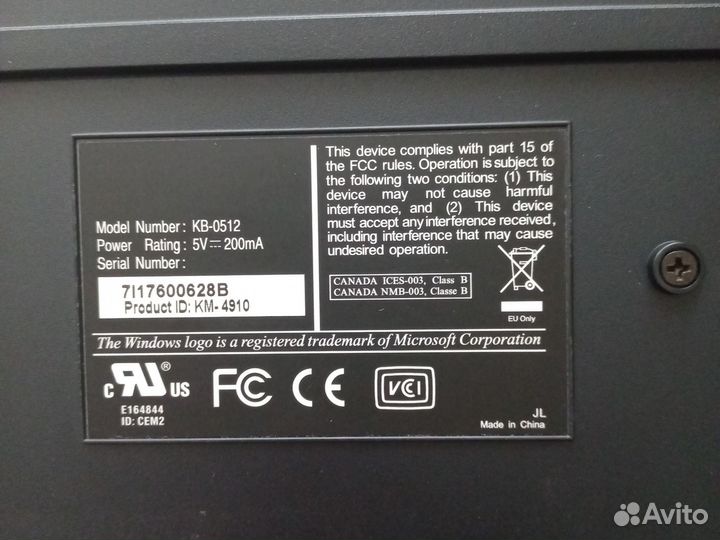 Model Number: KB-0512
Power Rating: 5V 200mA
Serial Number:
7I17600628B
Product ID: KM-4910
This device complies with part 15 of
the FCC rules. Operation is subject to
the following two conditions: (1) This
device may not cause harmful
interference, and (2) This device
must accept any interference received,
including interference that may cause
undesired operation.
CANADA ICES-003, Class B
CANADA NMB-003, Classe B
EU Only
The Windows logo is a registered trademark of Microsoft Corporation
c RU ® US
E164844
ID: CEM2
FC CE VCI
JL
Made in China
Avito